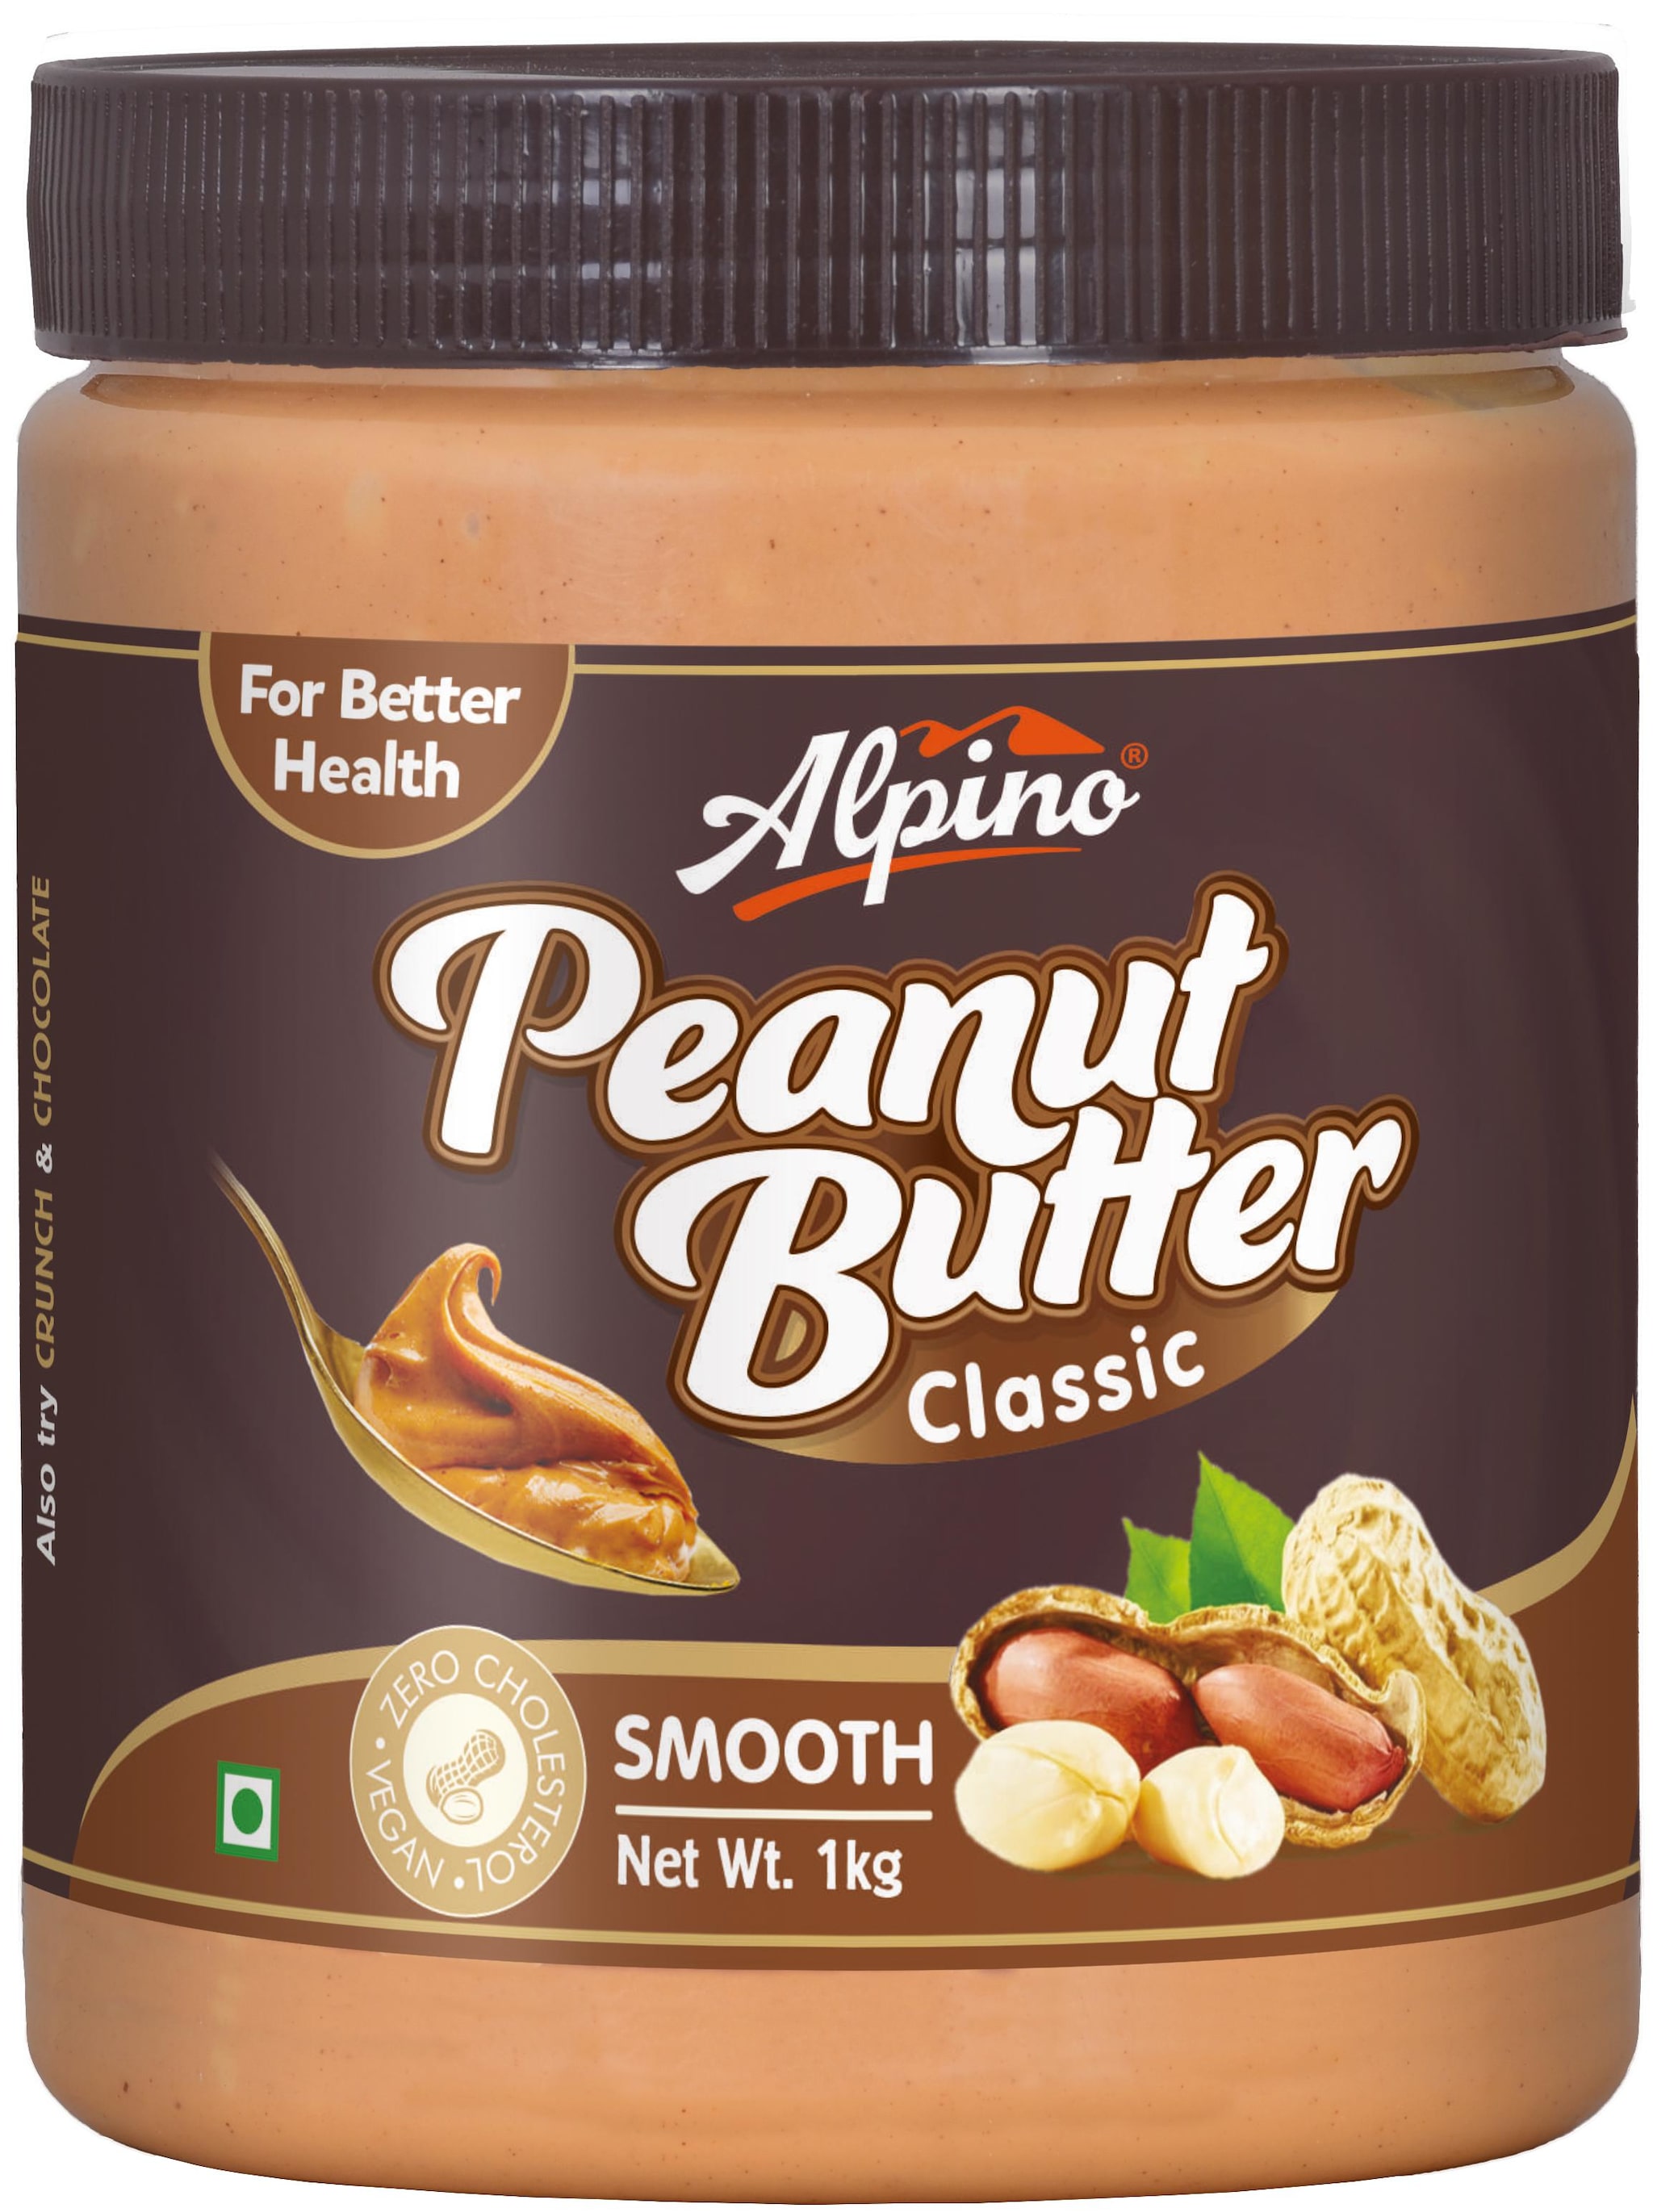 For Better
Health
Alpino®
Peanut
Butter
Classic
Also try CRUNCH & CHOCOLATE
ZERO CHOLESTEROL • VEGAN •
SMOOTH
Net Wt. 1kg